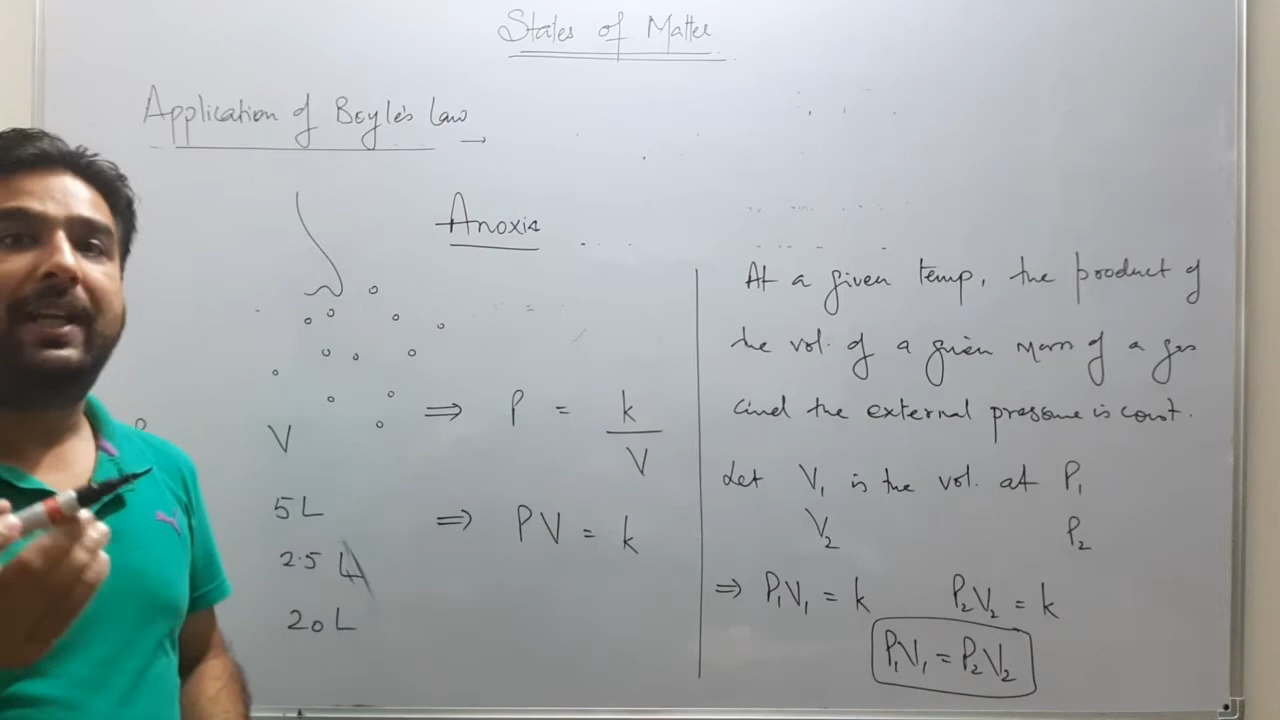 States of Matter
Application of Boyle's Law →
Anoxia
P
V
5 L
2.5 L
20 L
⇒ P = k / V
⇒ PV = k
At a given temp, the product of
the vol. of a given mass of a gas
and the external pressure is const.
Let V₁ is the vol. at P₁
V₂ P₂
⇒ P₁V₁ = k P₂V₂ = k
P₁V₁ = P₂V₂